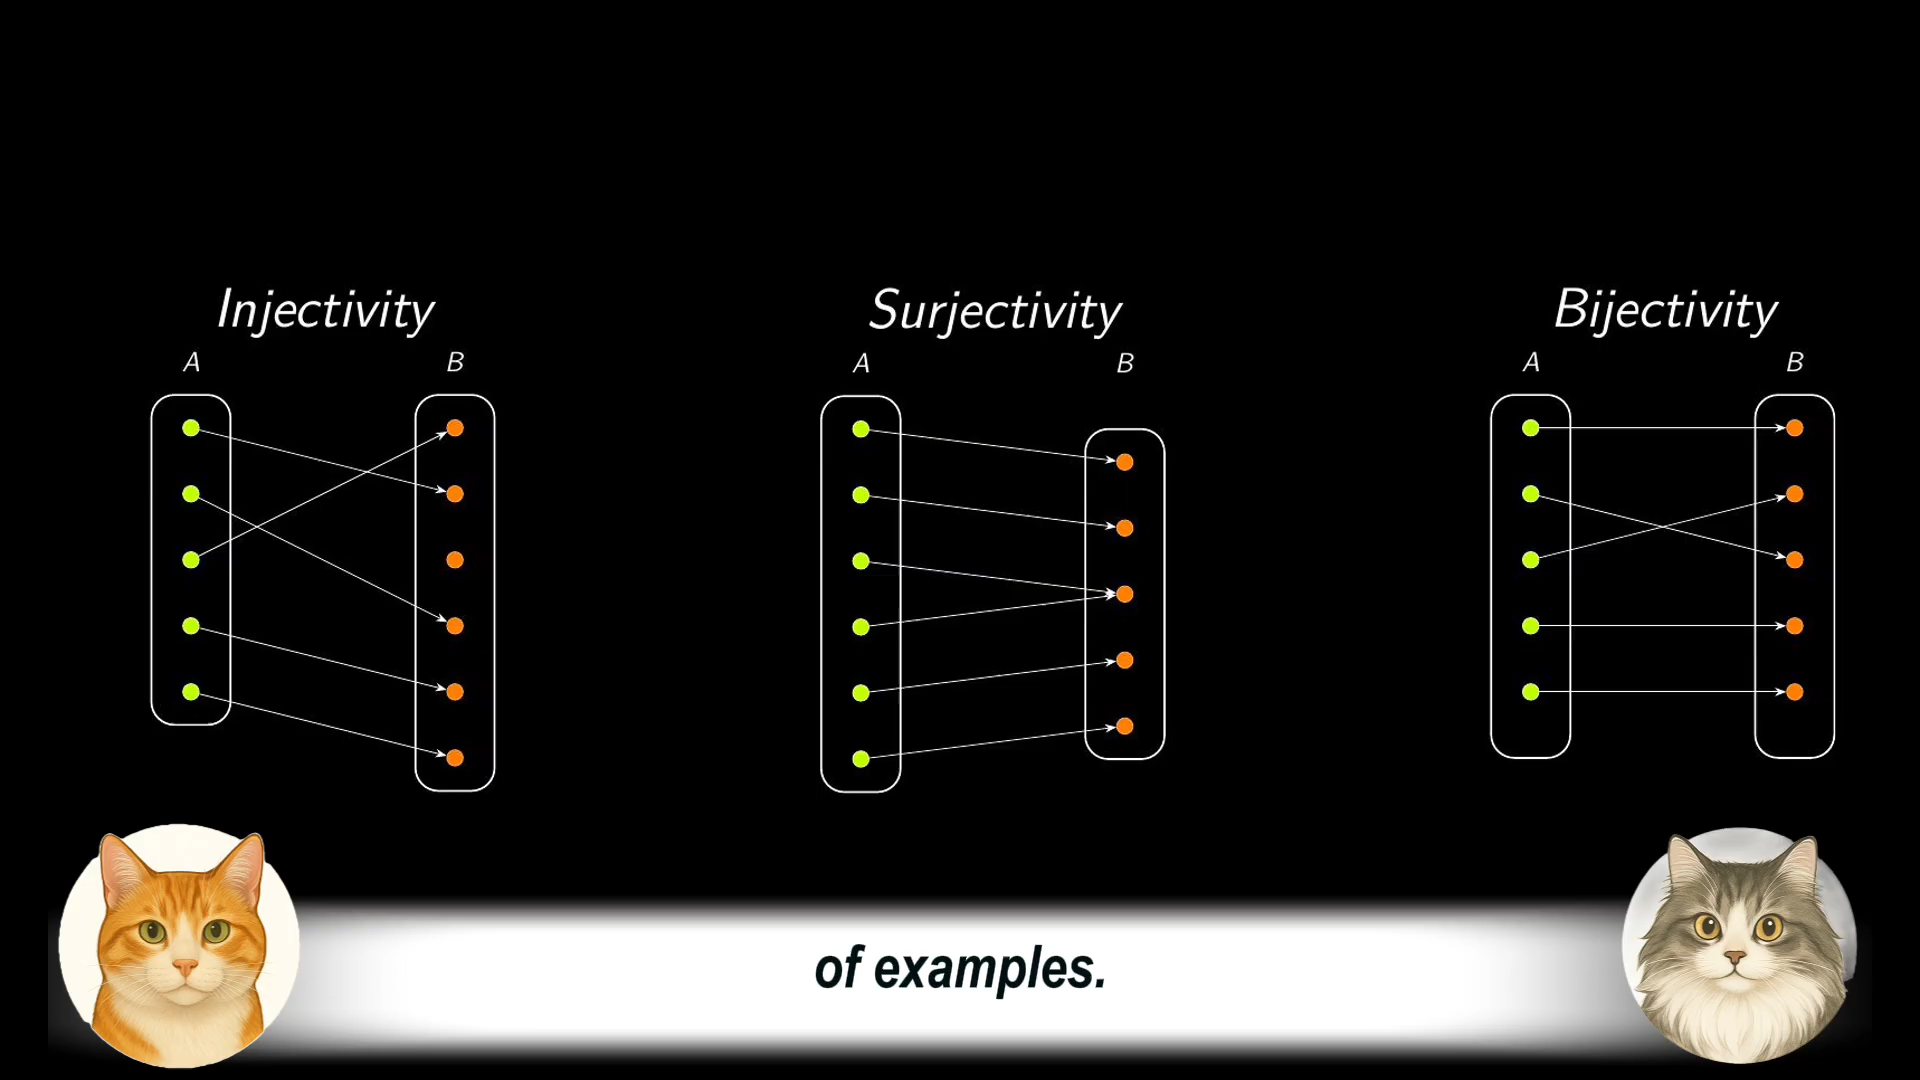 Injectivity
A B
Surjectivity
A B
Bijectivity
A B
of examples.